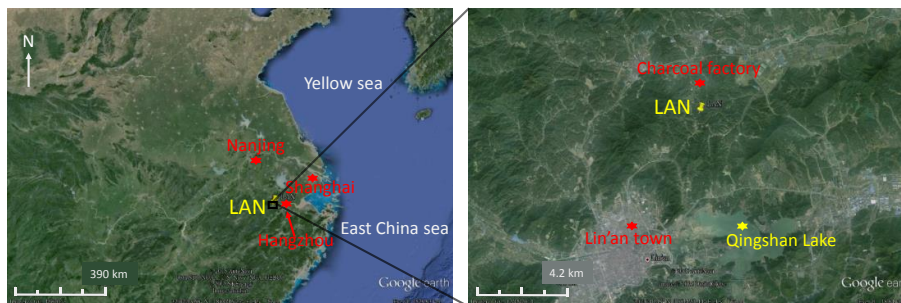 N
Yellow sea
Nanjing
Shanghai
LAN
Hangzhou
East China sea
390 km
Google earth
Charcoal factory
LAN
Lin'an town
Qingshan Lake
4.2 km
Google earth